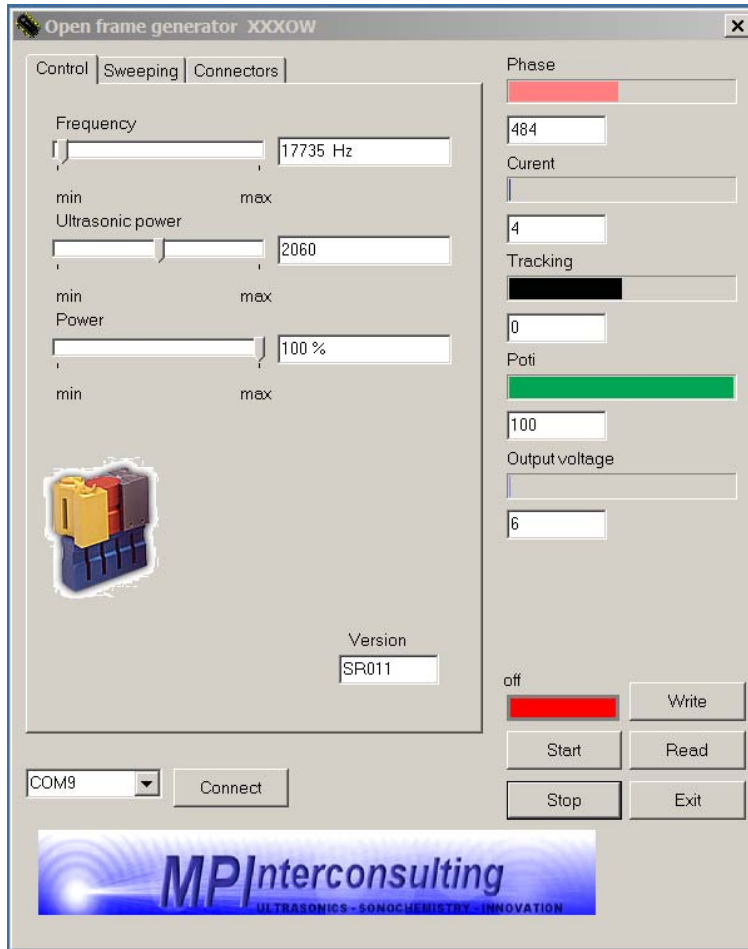 Open frame generator XXXOW
Control Sweeping Connectors
Frequency
17735 Hz
min max
Ultrasonic power
2060
min max
Power
100 %
min max
Version
SR011
COM9
Connect
Phase
484
Curent
4
Tracking
0
Poti
100
Output voltage
6
off
Write
Start Read
Stop Exit
MPInterconsulting
ULTRASONICS - SONOCHEMISTRY - INNOVATION